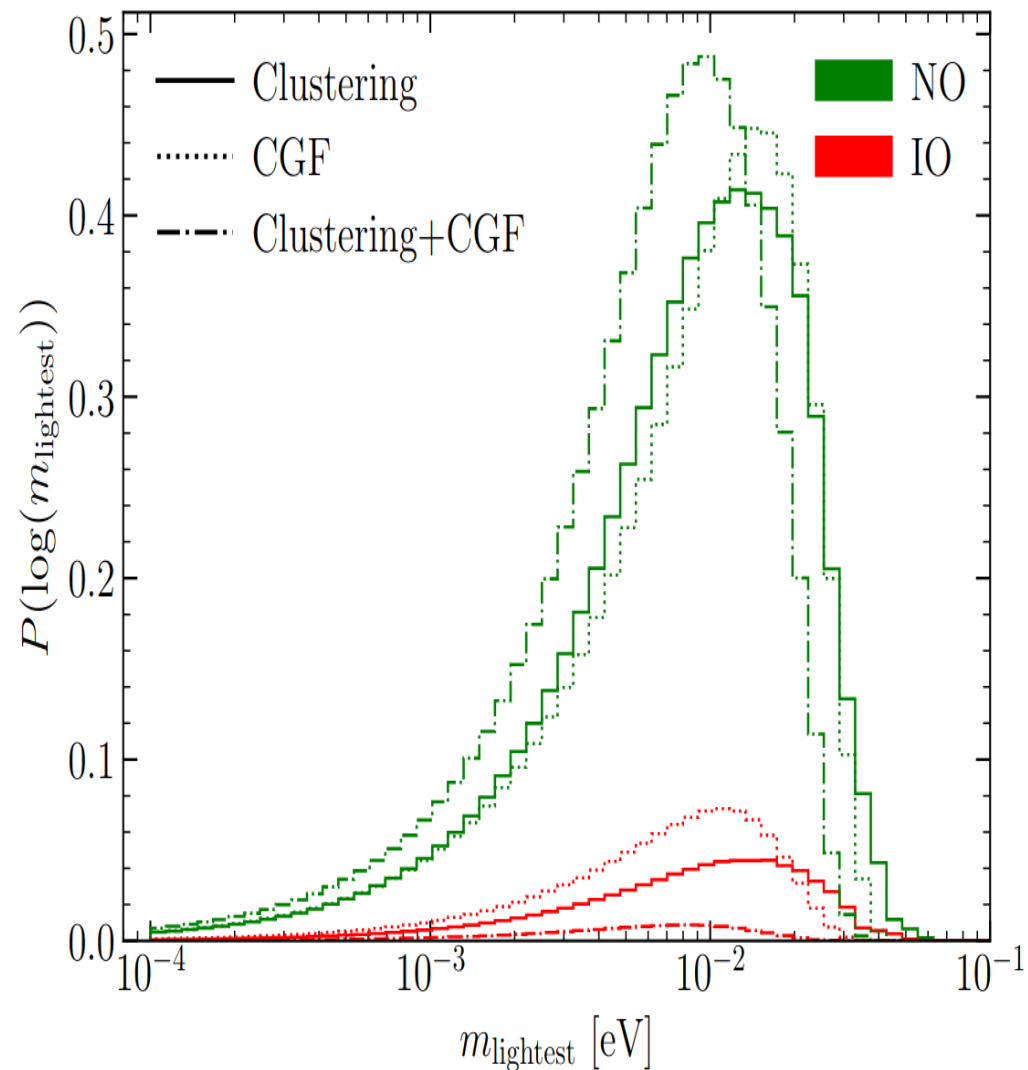 0.5
0.4
0.3
0.2
0.1
0.0
P(log(m_lightest))
Clustering
CGF
Clustering+CGF
NO
IO
10⁻⁴
10⁻³
10⁻²
10⁻¹
m_lightest [eV]